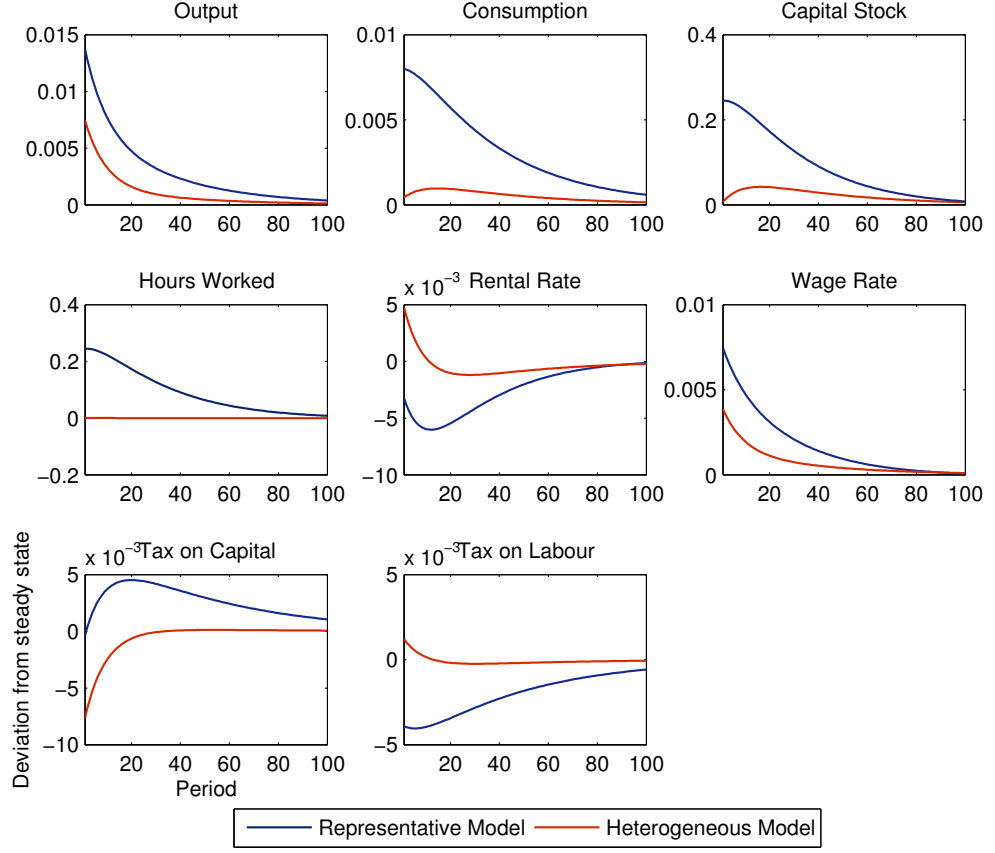 Output
Consumption
Capital Stock
0.015
0.01
0.005
0
20 40 60 80 100
0.01
0.005
0
20 40 60 80 100
0.4
0.2
0
20 40 60 80 100
Hours Worked
x 10⁻³ Rental Rate
Wage Rate
0.4
0.2
0
−0.2
20 40 60 80 100
5
0
−5
−10
20 40 60 80 100
0.01
0.005
0
20 40 60 80 100
x 10⁻³ Tax on Capital
x 10⁻³ Tax on Labour
5
0
−5
−10
20 40 60 80 100
5
0
−5
20 40 60 80 100
Deviation from steady state
Period
Representative Model
Heterogeneous Model